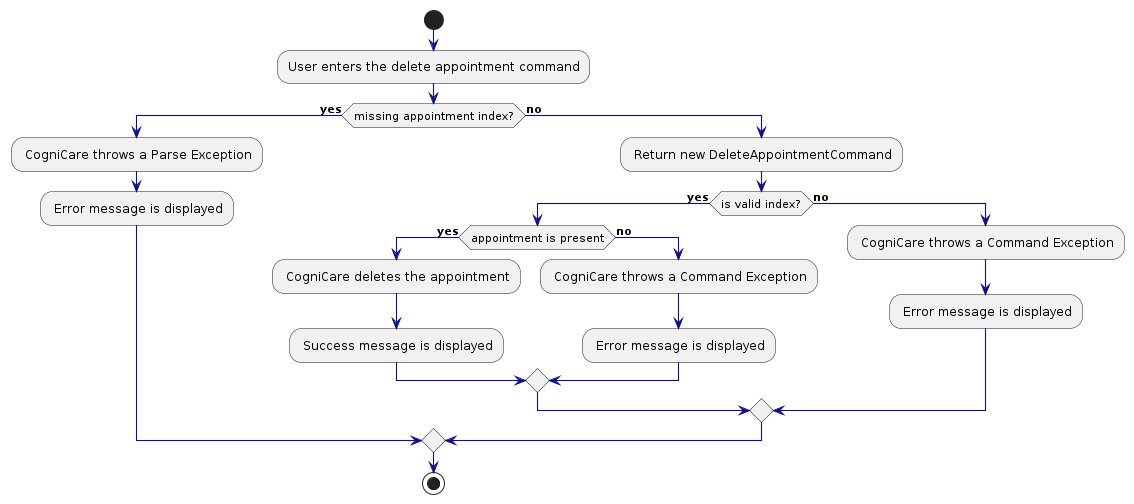 User enters the delete appointment command
yes
missing appointment index?
no
CogniCare throws a Parse Exception
Error message is displayed
Return new DeleteAppointmentCommand
yes
is valid index?
no
yes
appointment is present
no
CogniCare deletes the appointment
Success message is displayed
CogniCare throws a Command Exception
Error message is displayed
CogniCare throws a Command Exception
Error message is displayed